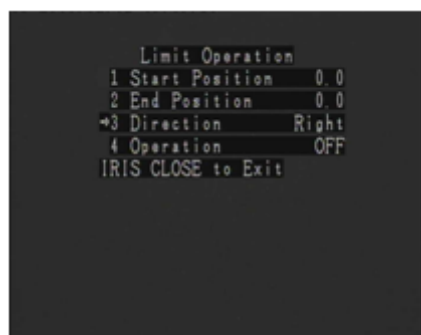 Limit Operation
1 Start Position 0.0
2 End Position 0.0
→3 Direction Right
4 Operation OFF
IRIS CLOSE to Exit